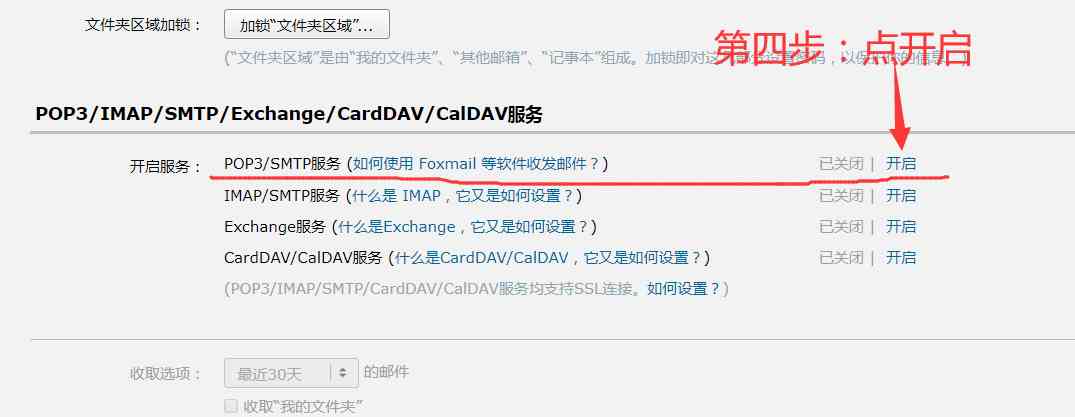 文件夹区域加锁： 加锁“文件夹区域”...
第四步：点开启
(“文件夹区域”是由“我的文件夹”、“其他邮箱”、“记事本”组成。加锁即对这
POP3/IMAP/SMTP/Exchange/CardDAV/CalDAV服务
开启服务： POP3/SMTP服务 (如何使用 Foxmail 等软件收发邮件？) 已关闭 | 开启
IMAP/SMTP服务 (什么是 IMAP，它又是如何设置？) 已关闭 | 开启
Exchange服务 (什么是Exchange，它又是如何设置？) 已关闭 | 开启
CardDAV/CalDAV服务 (什么是CardDAV/CalDAV，它又是如何设置？) 已关闭 | 开启
(POP3/IMAP/SMTP/CardDAV/CalDAV服务均支持SSL连接。如何设置？)
收取选项： 最近30天 的邮件
收取“我的文件夹”